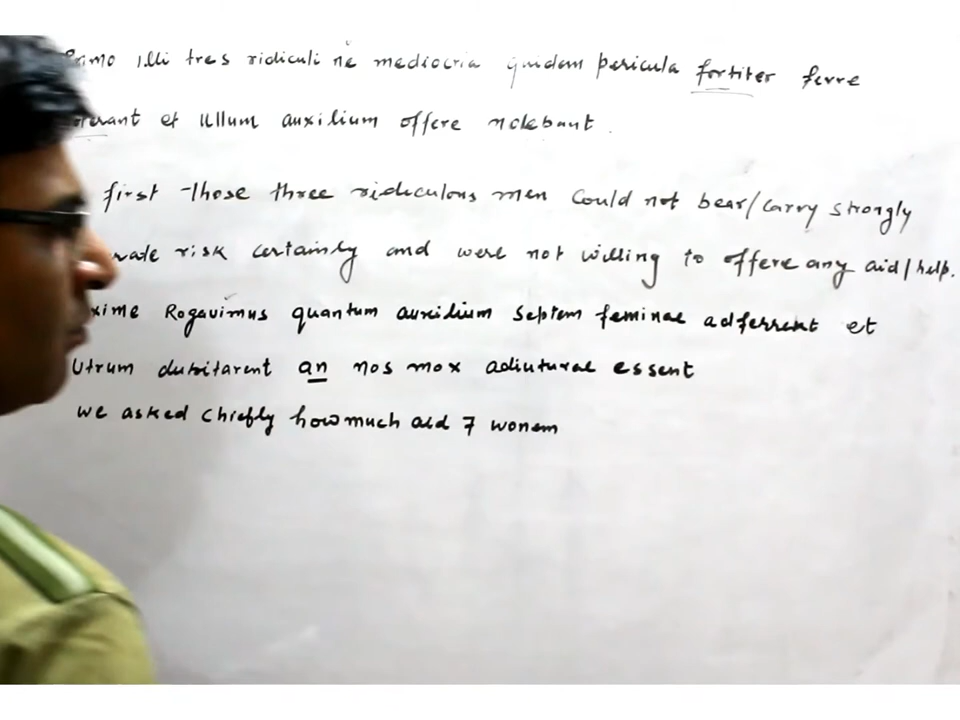 Primo illi tres ridiculi ne mediocria quidem pericula fortiter ferre
poterant et ullum auxilium offere nolebant.
first those three ridiculous men could not bear/carry strongly
rate risk certainly and were not willing to offere any aid/help.
xime Rogavimus quantum auxilium septem feminae adferrent et
Utrum dubitarent an nos mox adiuturae essent
we asked chiefly how much aid 7 wonem